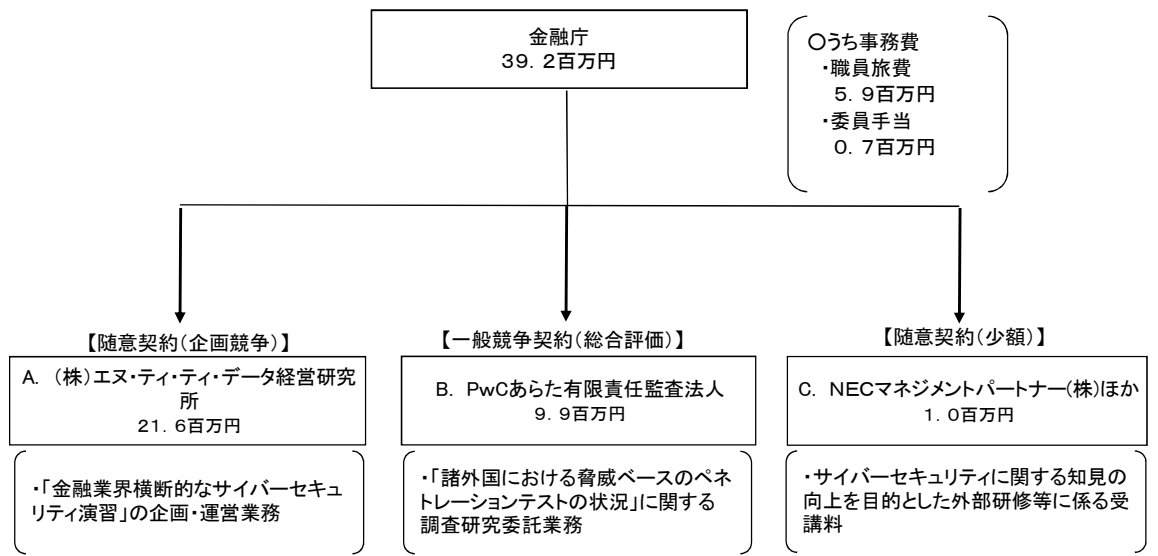 金融庁
39.2百万円
○うち事務費
・職員旅費
5.9百万円
・委員手当
0.7百万円
【随意契約(企画競争)】
A. (株)エヌ・ティ・ティ・データ経営研究
所
21.6百万円
・「金融業界横断的なサイバーセキュ
リティ演習」の企画・運営業務
【一般競争契約(総合評価)】
B. PwCあらた有限責任監査法人
9.9百万円
・「諸外国における脅威ベースのペネ
トレーションテストの状況」に関する
調査研究委託業務
【随意契約(少額)】
C. NECマネジメントパートナー(株)ほか
1.0百万円
・サイバーセキュリティに関する知見の
向上を目的とした外部研修等に係る受
講料